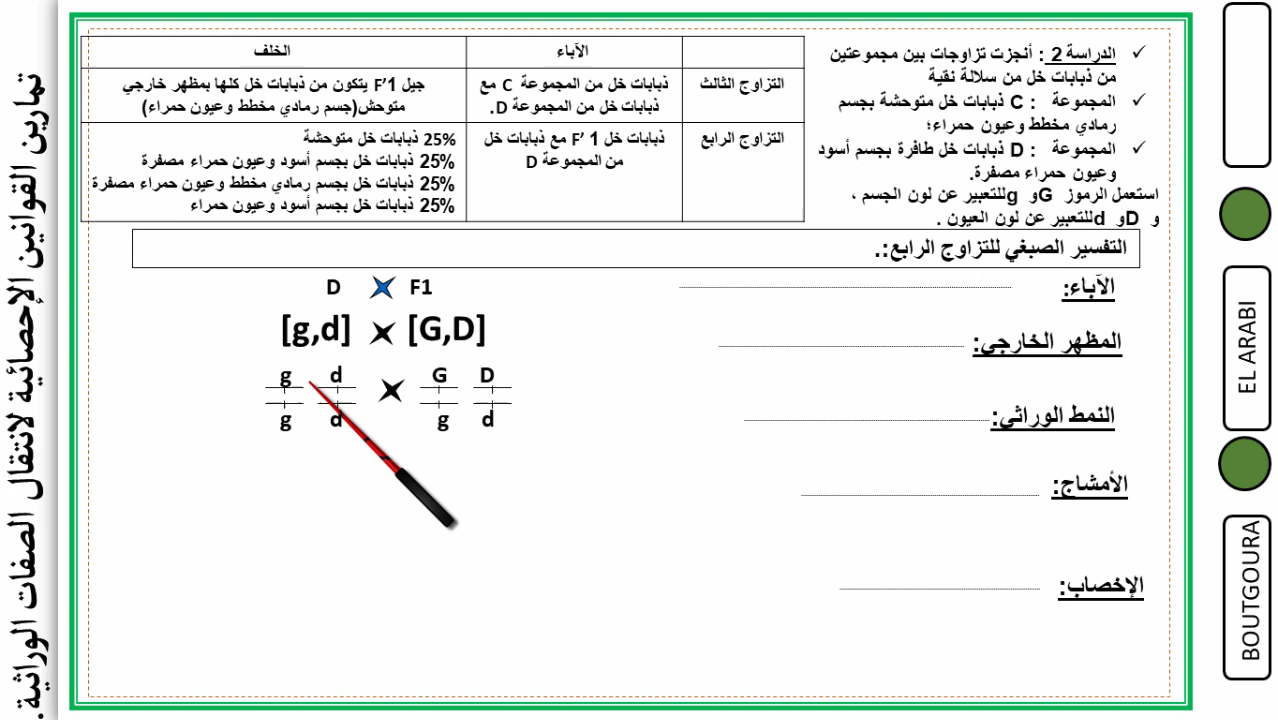 ✓ الدراسة 2 : أنجزت تزاوجات بين مجموعتين
من ذبابات خل من سلالة نقية
✓ المجموعة : C ذبابات خل متوحشة بجسم
رمادي مخطط وعيون حمراء؛
✓ المجموعة : D ذبابات خل طافرة بجسم أسود
وعيون حمراء مصفرة.
استعمل الرموز Gو gللتعبير عن لون الجسم ،
و Dو dللتعبير عن لون العيون .
الآباء
الخلف
التزاوج الثالث
ذبابات خل من المجموعة C مع
ذبابات خل من المجموعة D.
جيل F'1 يتكون من ذبابات خل كلها بمظهر خارجي
متوحش(جسم رمادي مخطط وعيون حمراء)
التزاوج الرابع
ذبابات خل F' 1 مع ذبابات خل
من المجموعة D
25% ذبابات خل متوحشة
25% ذبابات خل بجسم أسود وعيون حمراء مصفرة
25% ذبابات خل بجسم رمادي مخطط وعيون حمراء مصفرة
25% ذبابات خل بجسم أسود وعيون حمراء
التفسير الصبغي للتزاوج الرابع:.
الآباء:
D F1
المظهر الخارجي:
[g,d] [G,D]
النمط الوراثي:
g d G D
g d g d
الأمشاج:
الإخصاب:
تمارين القوانين الإحصائية لانتقال الصفات الوراثية.
EL ARABI
BOUTGOURA